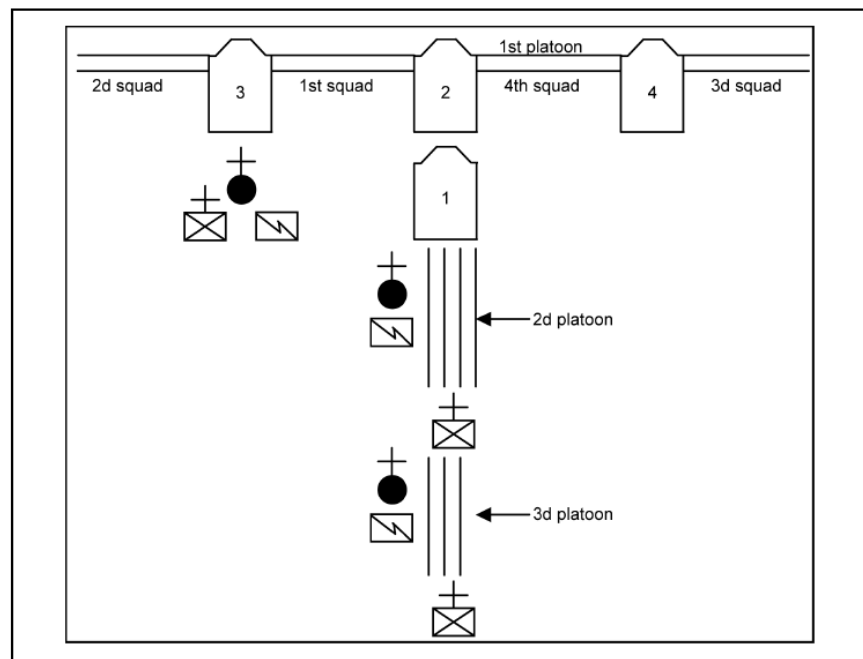 1st platoon
2d squad
3
1st squad
2
4th squad
4
3d squad
1
2d platoon
3d platoon